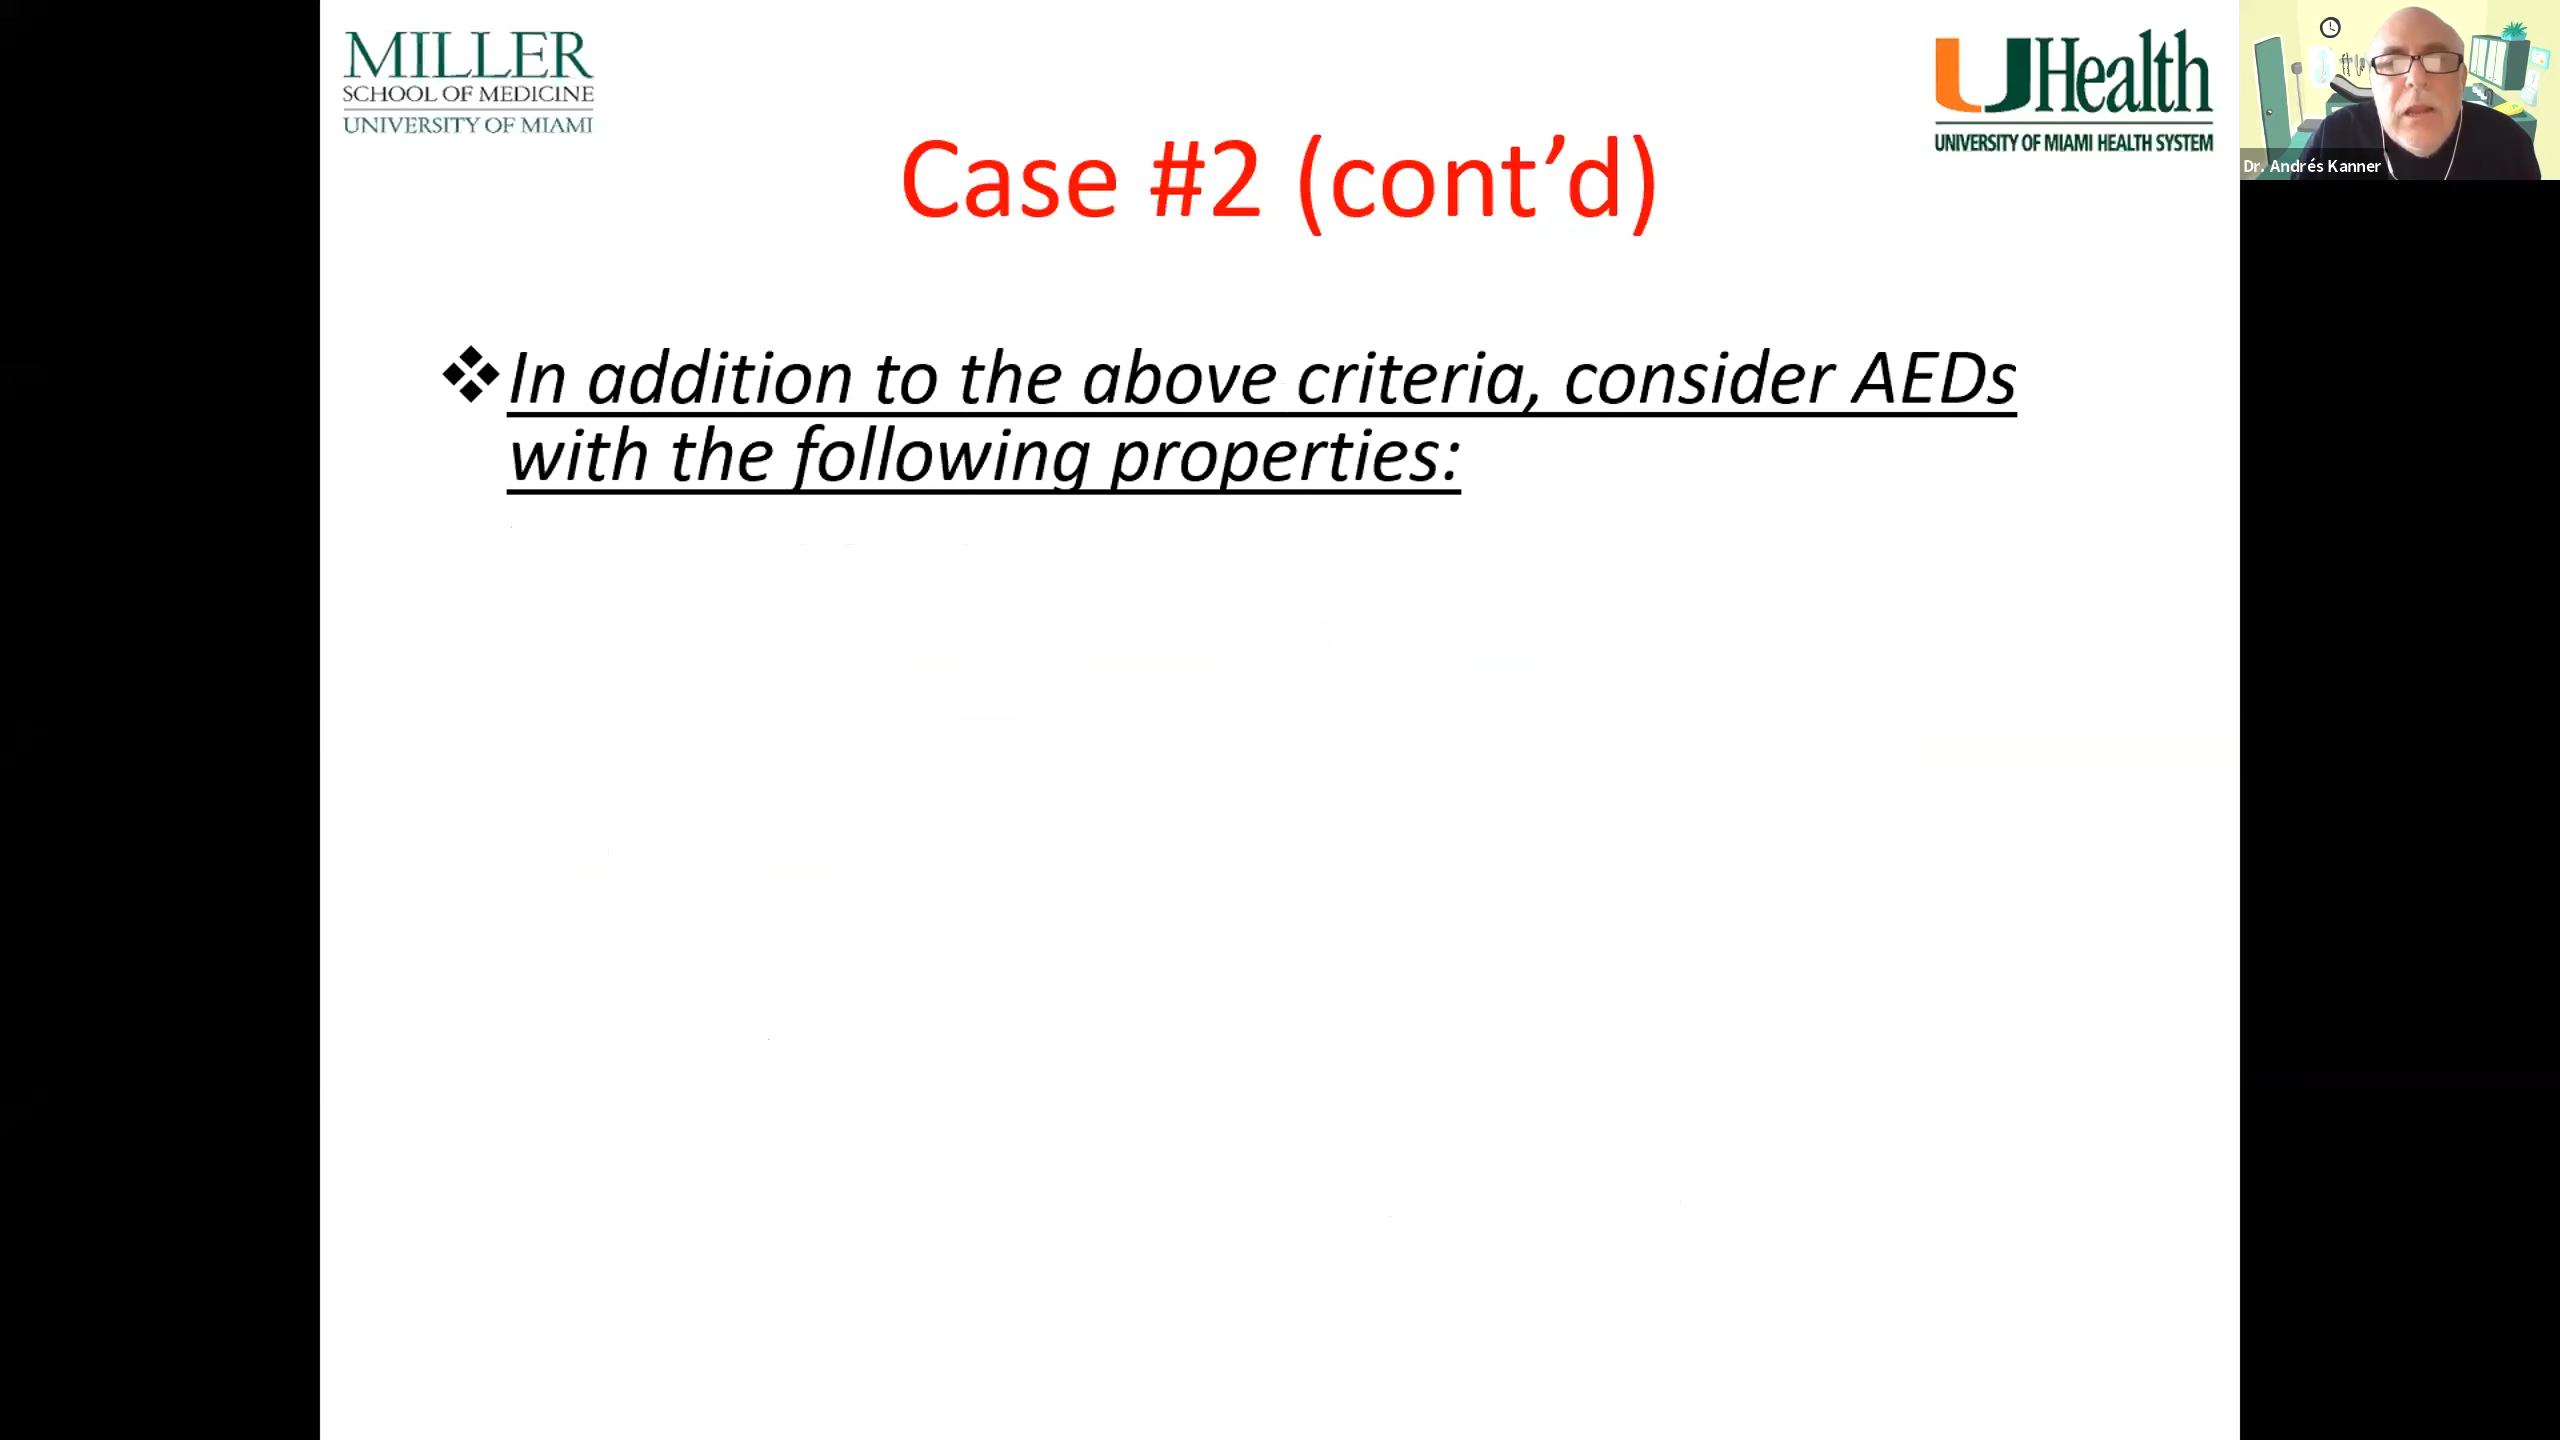 MILLER
SCHOOL OF MEDICINE
UNIVERSITY OF MIAMI
UHealth
UNIVERSITY OF MIAMI HEALTH SYSTEM
Dr. Andrés Kanner
Case #2 (cont’d)
❖In addition to the above criteria, consider AEDs
with the following properties: